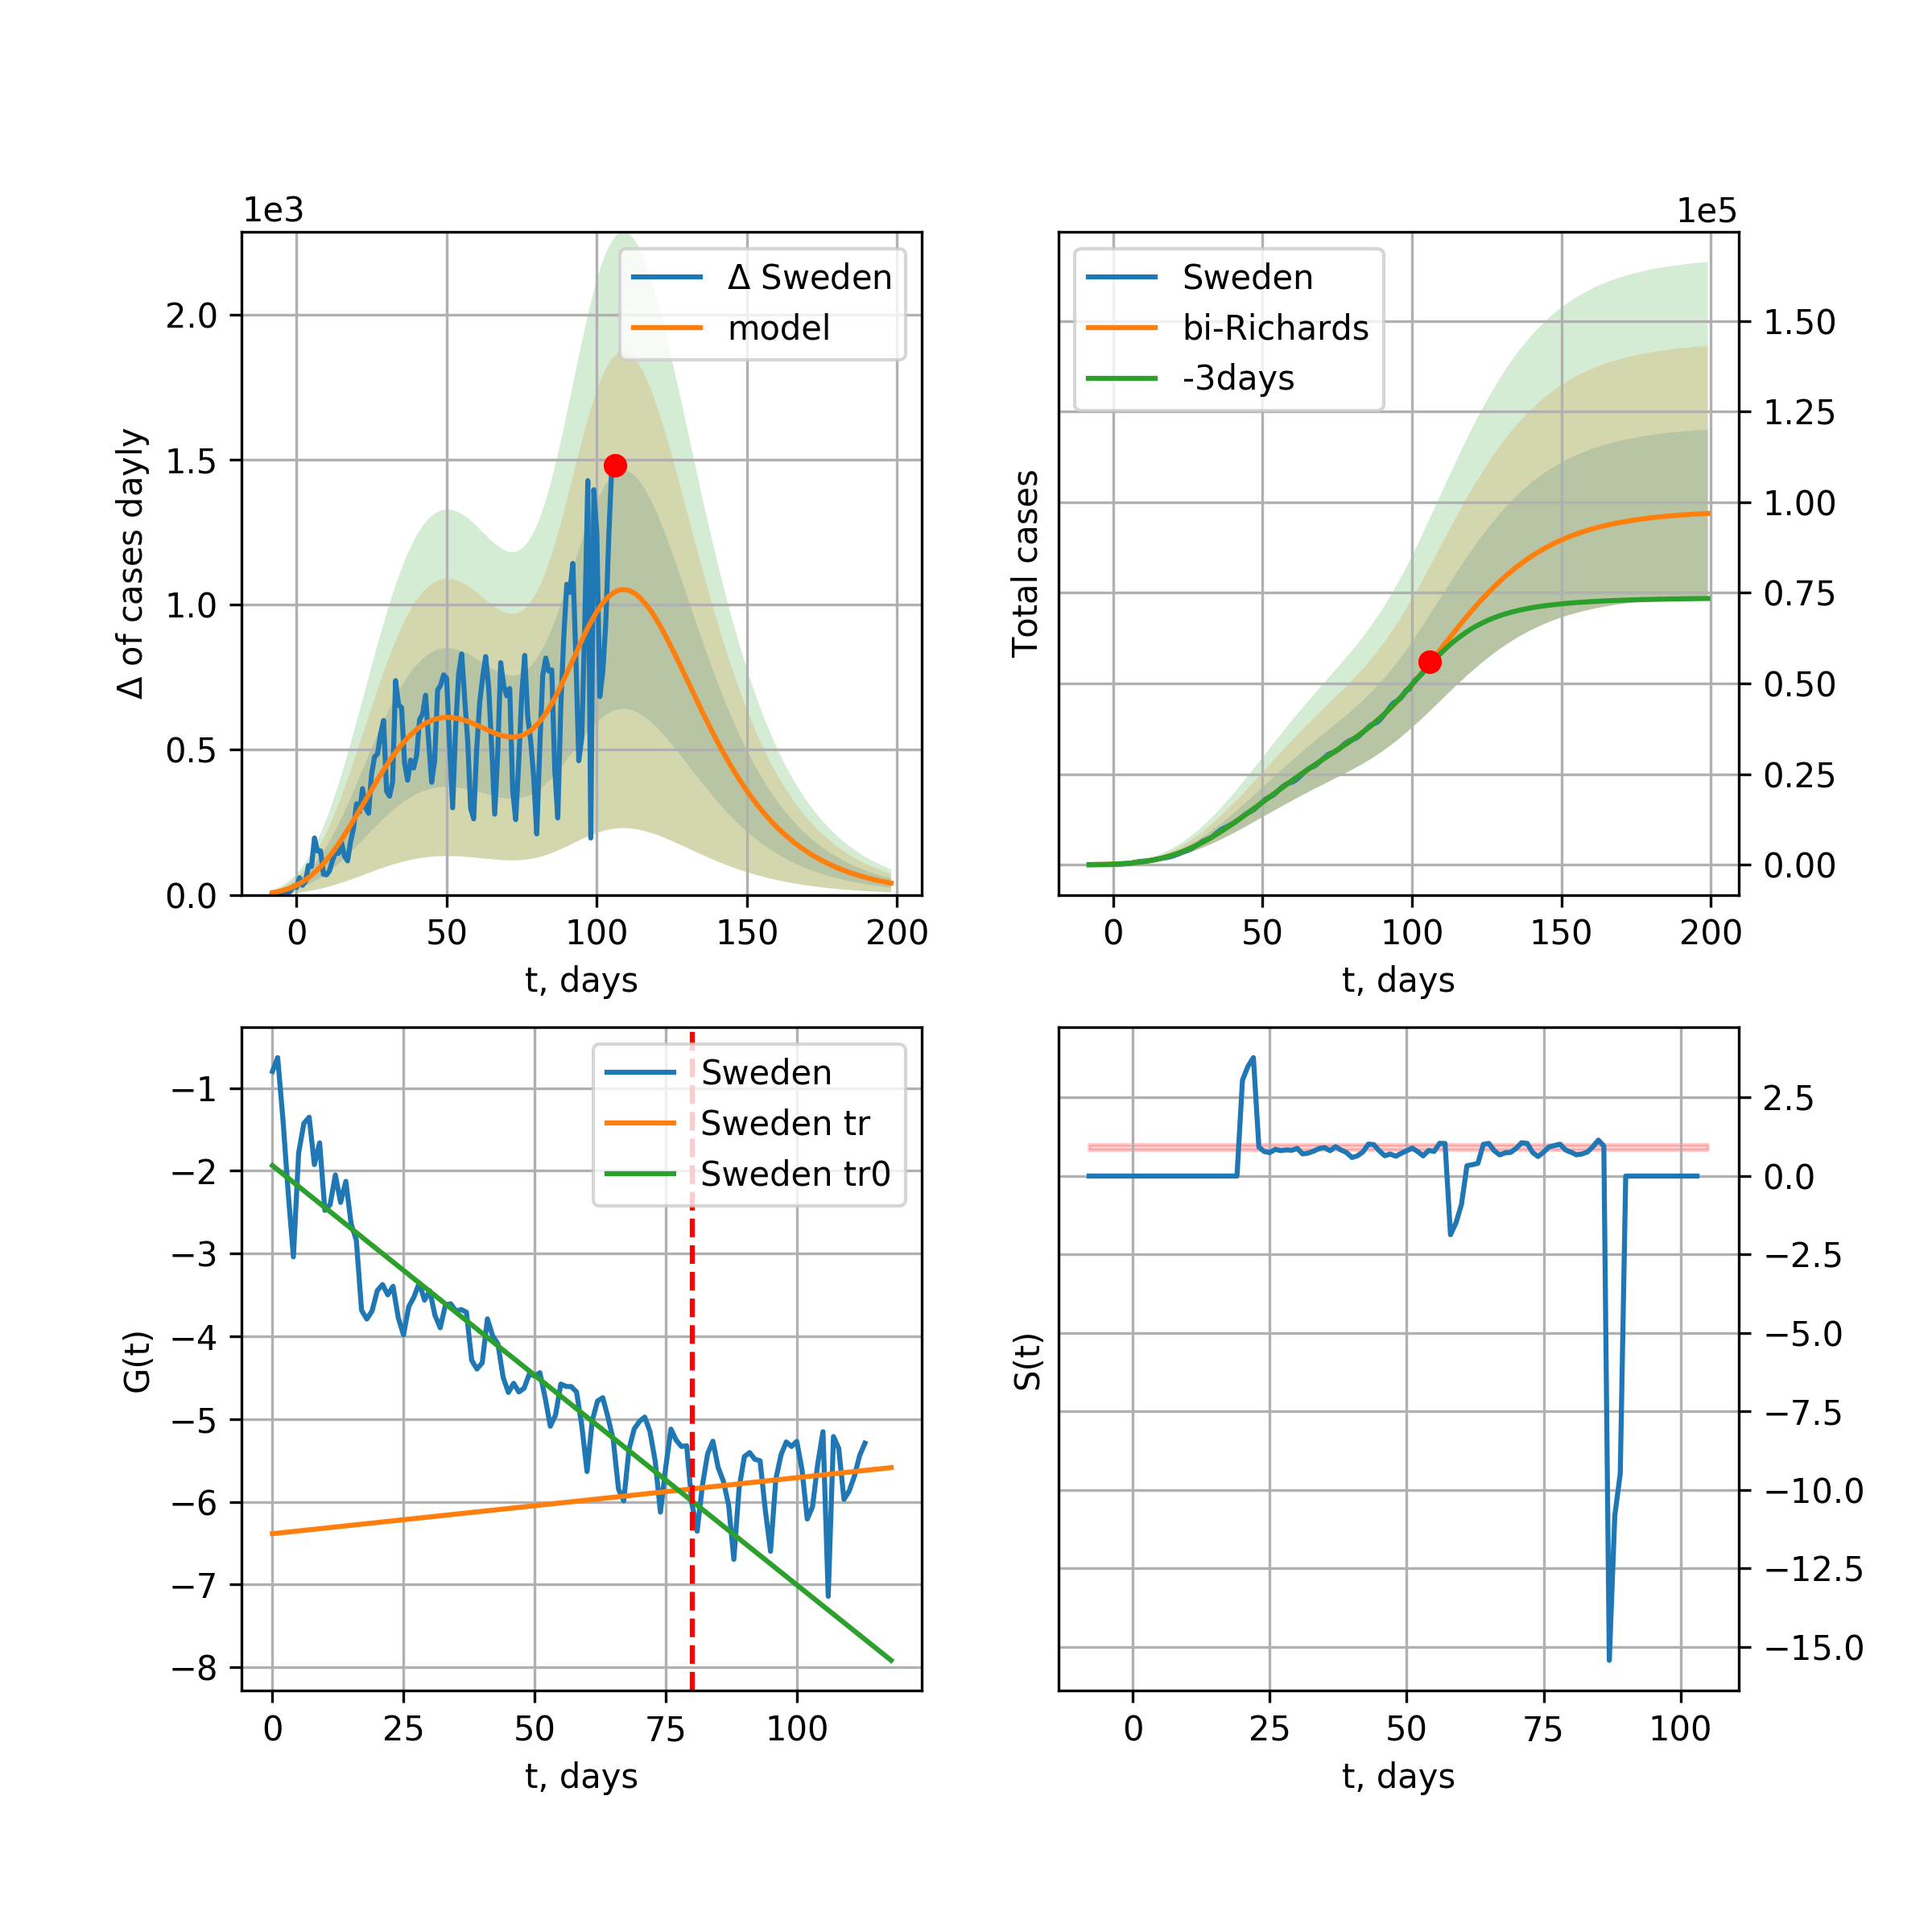 1e3
Δ of cases dayly
2.0
1.5
1.0
0.5
0.0
Δ Sweden
model
0 50 100 150 200
t, days
1e5
Total cases
Sweden
bi-Richards
-3days
1.50
1.25
1.00
0.75
0.50
0.25
0.00
0 50 100 150 200
t, days
G(t)
−1
−2
−3
−4
−5
−6
−7
−8
Sweden
Sweden tr
Sweden tr0
0 25 50 75 100
t, days
S(t)
2.5
0.0
−2.5
−5.0
−7.5
−10.0
−12.5
−15.0
0 25 50 75 100
t, days